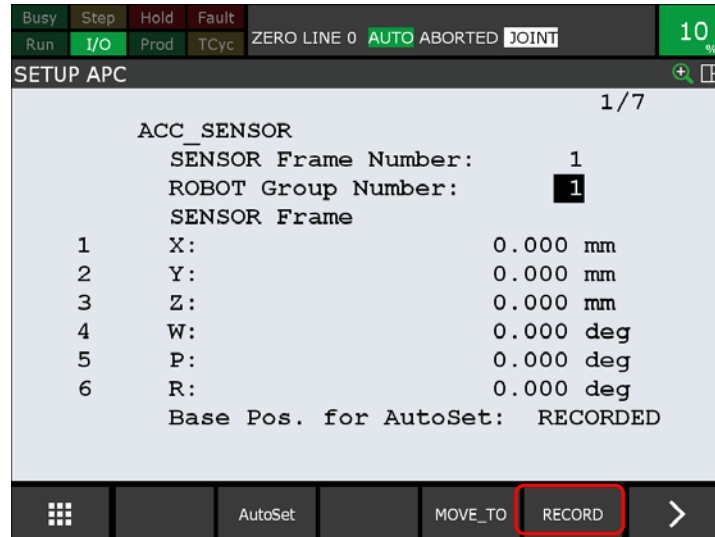 Busy Step Hold Fault
Run I/O Prod TCyc ZERO LINE 0 AUTO ABORTED JOINT 10 %
SETUP APC
1/7
ACC_SENSOR
SENSOR Frame Number: 1
ROBOT Group Number: 1
SENSOR Frame
1 X: 0.000 mm
2 Y: 0.000 mm
3 Z: 0.000 mm
4 W: 0.000 deg
5 P: 0.000 deg
6 R: 0.000 deg
Base Pos. for AutoSet: RECORDED
AutoSet MOVE_TO RECORD